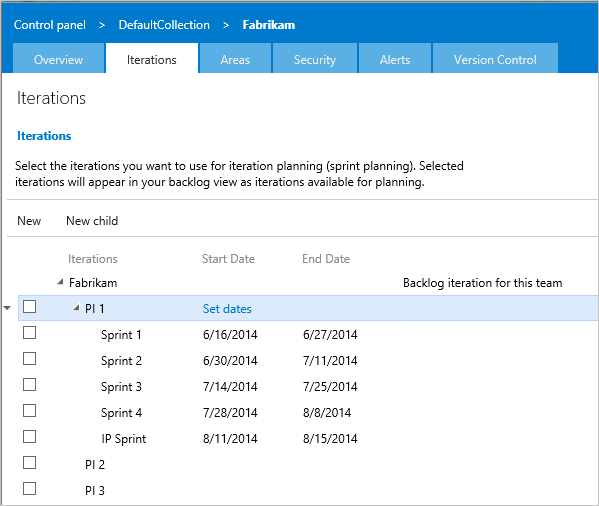 Control panel > DefaultCollection > Fabrikam
Overview Iterations Areas Security Alerts Version Control
Iterations
Iterations
Select the iterations you want to use for iteration planning (sprint planning). Selected
iterations will appear in your backlog view as iterations available for planning.
New New child
Iterations Start Date End Date
Fabrikam Backlog iteration for this team
PI 1 Set dates
Sprint 1 6/16/2014 6/27/2014
Sprint 2 6/30/2014 7/11/2014
Sprint 3 7/14/2014 7/25/2014
Sprint 4 7/28/2014 8/8/2014
IP Sprint 8/11/2014 8/15/2014
PI 2
PI 3